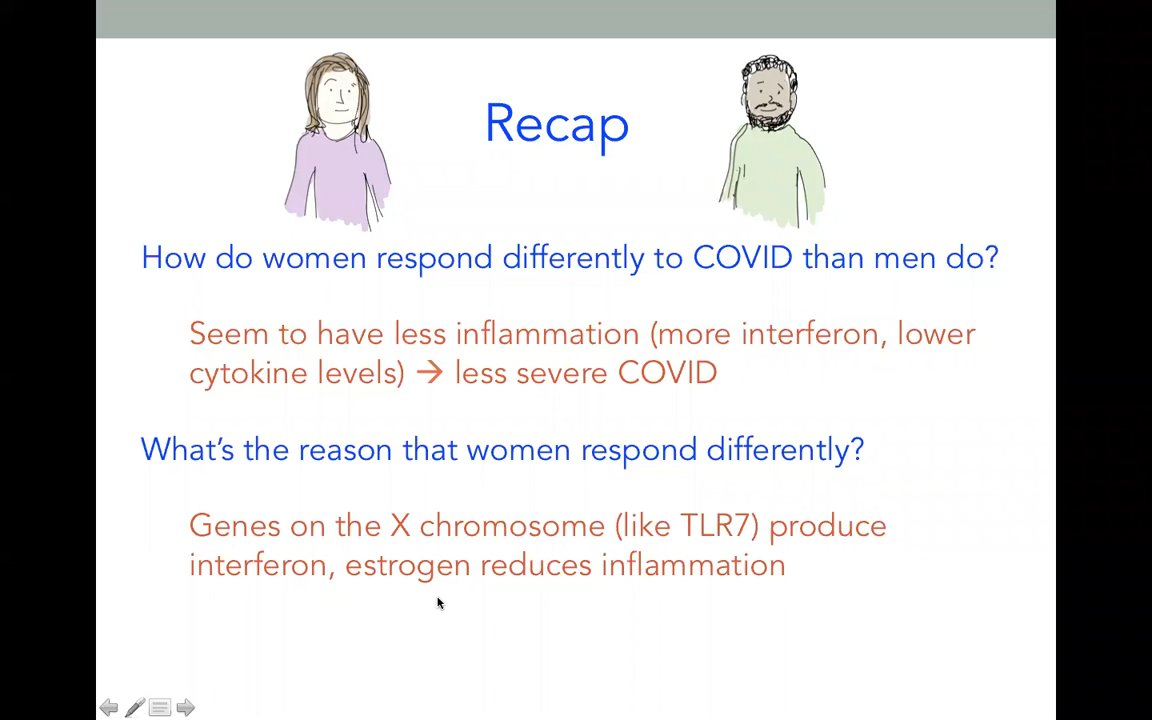 Recap
How do women respond differently to COVID than men do?
Seem to have less inflammation (more interferon, lower
cytokine levels) → less severe COVID
What's the reason that women respond differently?
Genes on the X chromosome (like TLR7) produce
interferon, estrogen reduces inflammation